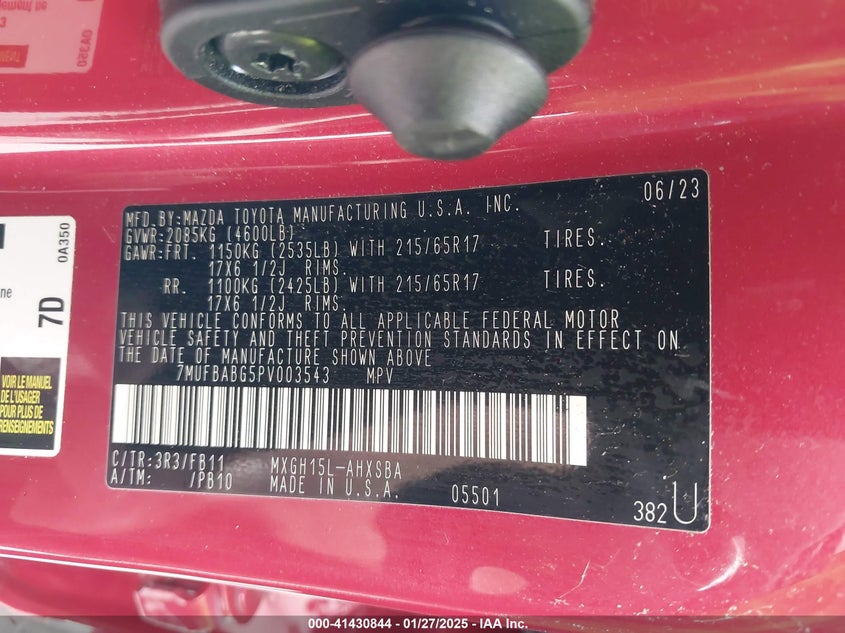 0A350
MFD.BY:MAZDA TOYOTA MANUFACTURING U.S.A. INC. 06/23
GVWR:2085KG (4600LB)
GAWR:FRT. 1150KG (2535LB) WITH 215/65R17 TIRES.
17X6 1/2J RIMS.
RR. 1100KG (2425LB) WITH 215/65R17 TIRES.
17X6 1/2J RIMS.
THIS VEHICLE CONFORMS TO ALL APPLICABLE FEDERAL MOTOR
VEHICLE SAFETY AND THEFT PREVENTION STANDARDS IN EFFECT ON
THE DATE OF MANUFACTURE SHOWN ABOVE
7MUFBABG5PV003543 MPV
C/TR:3R3/FB11 MXGH15L-AHXSBA
A/TM: /PB10 MADE IN U.S.A. 05501
382U
0A350
7D
VOIR LE MANUEL
DE L'USAGER
POUR PLUS DE
RENSEIGNEMENTS
000-41430844 - 01/27/2025 - IAA Inc.